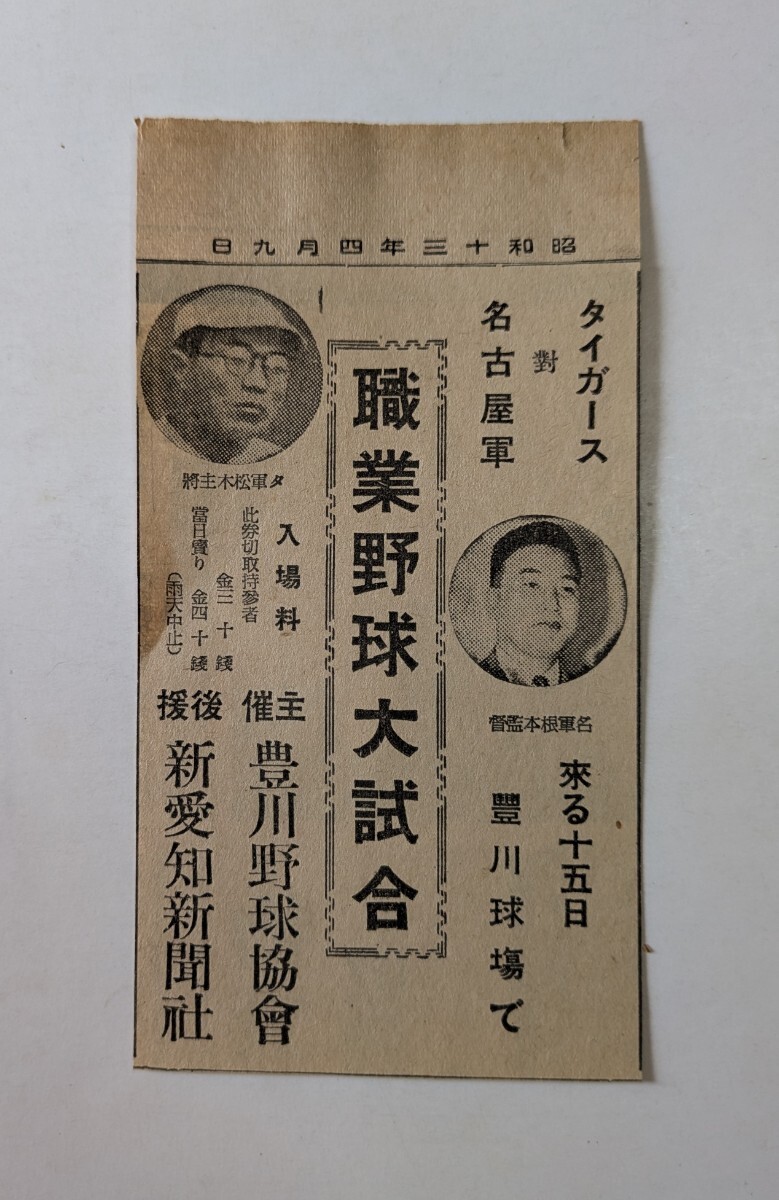 昭和十三年四月九日
タイガース
對
名古屋軍
名軍根本監督
來る十五日
豐川球場で
職業野球大試合
タ軍松木主將
入場料
此券切取持參者
金三十錢
當日賣り 金四十錢
(雨天中止)
主催 豊川野球協會
後援 新愛知新聞社